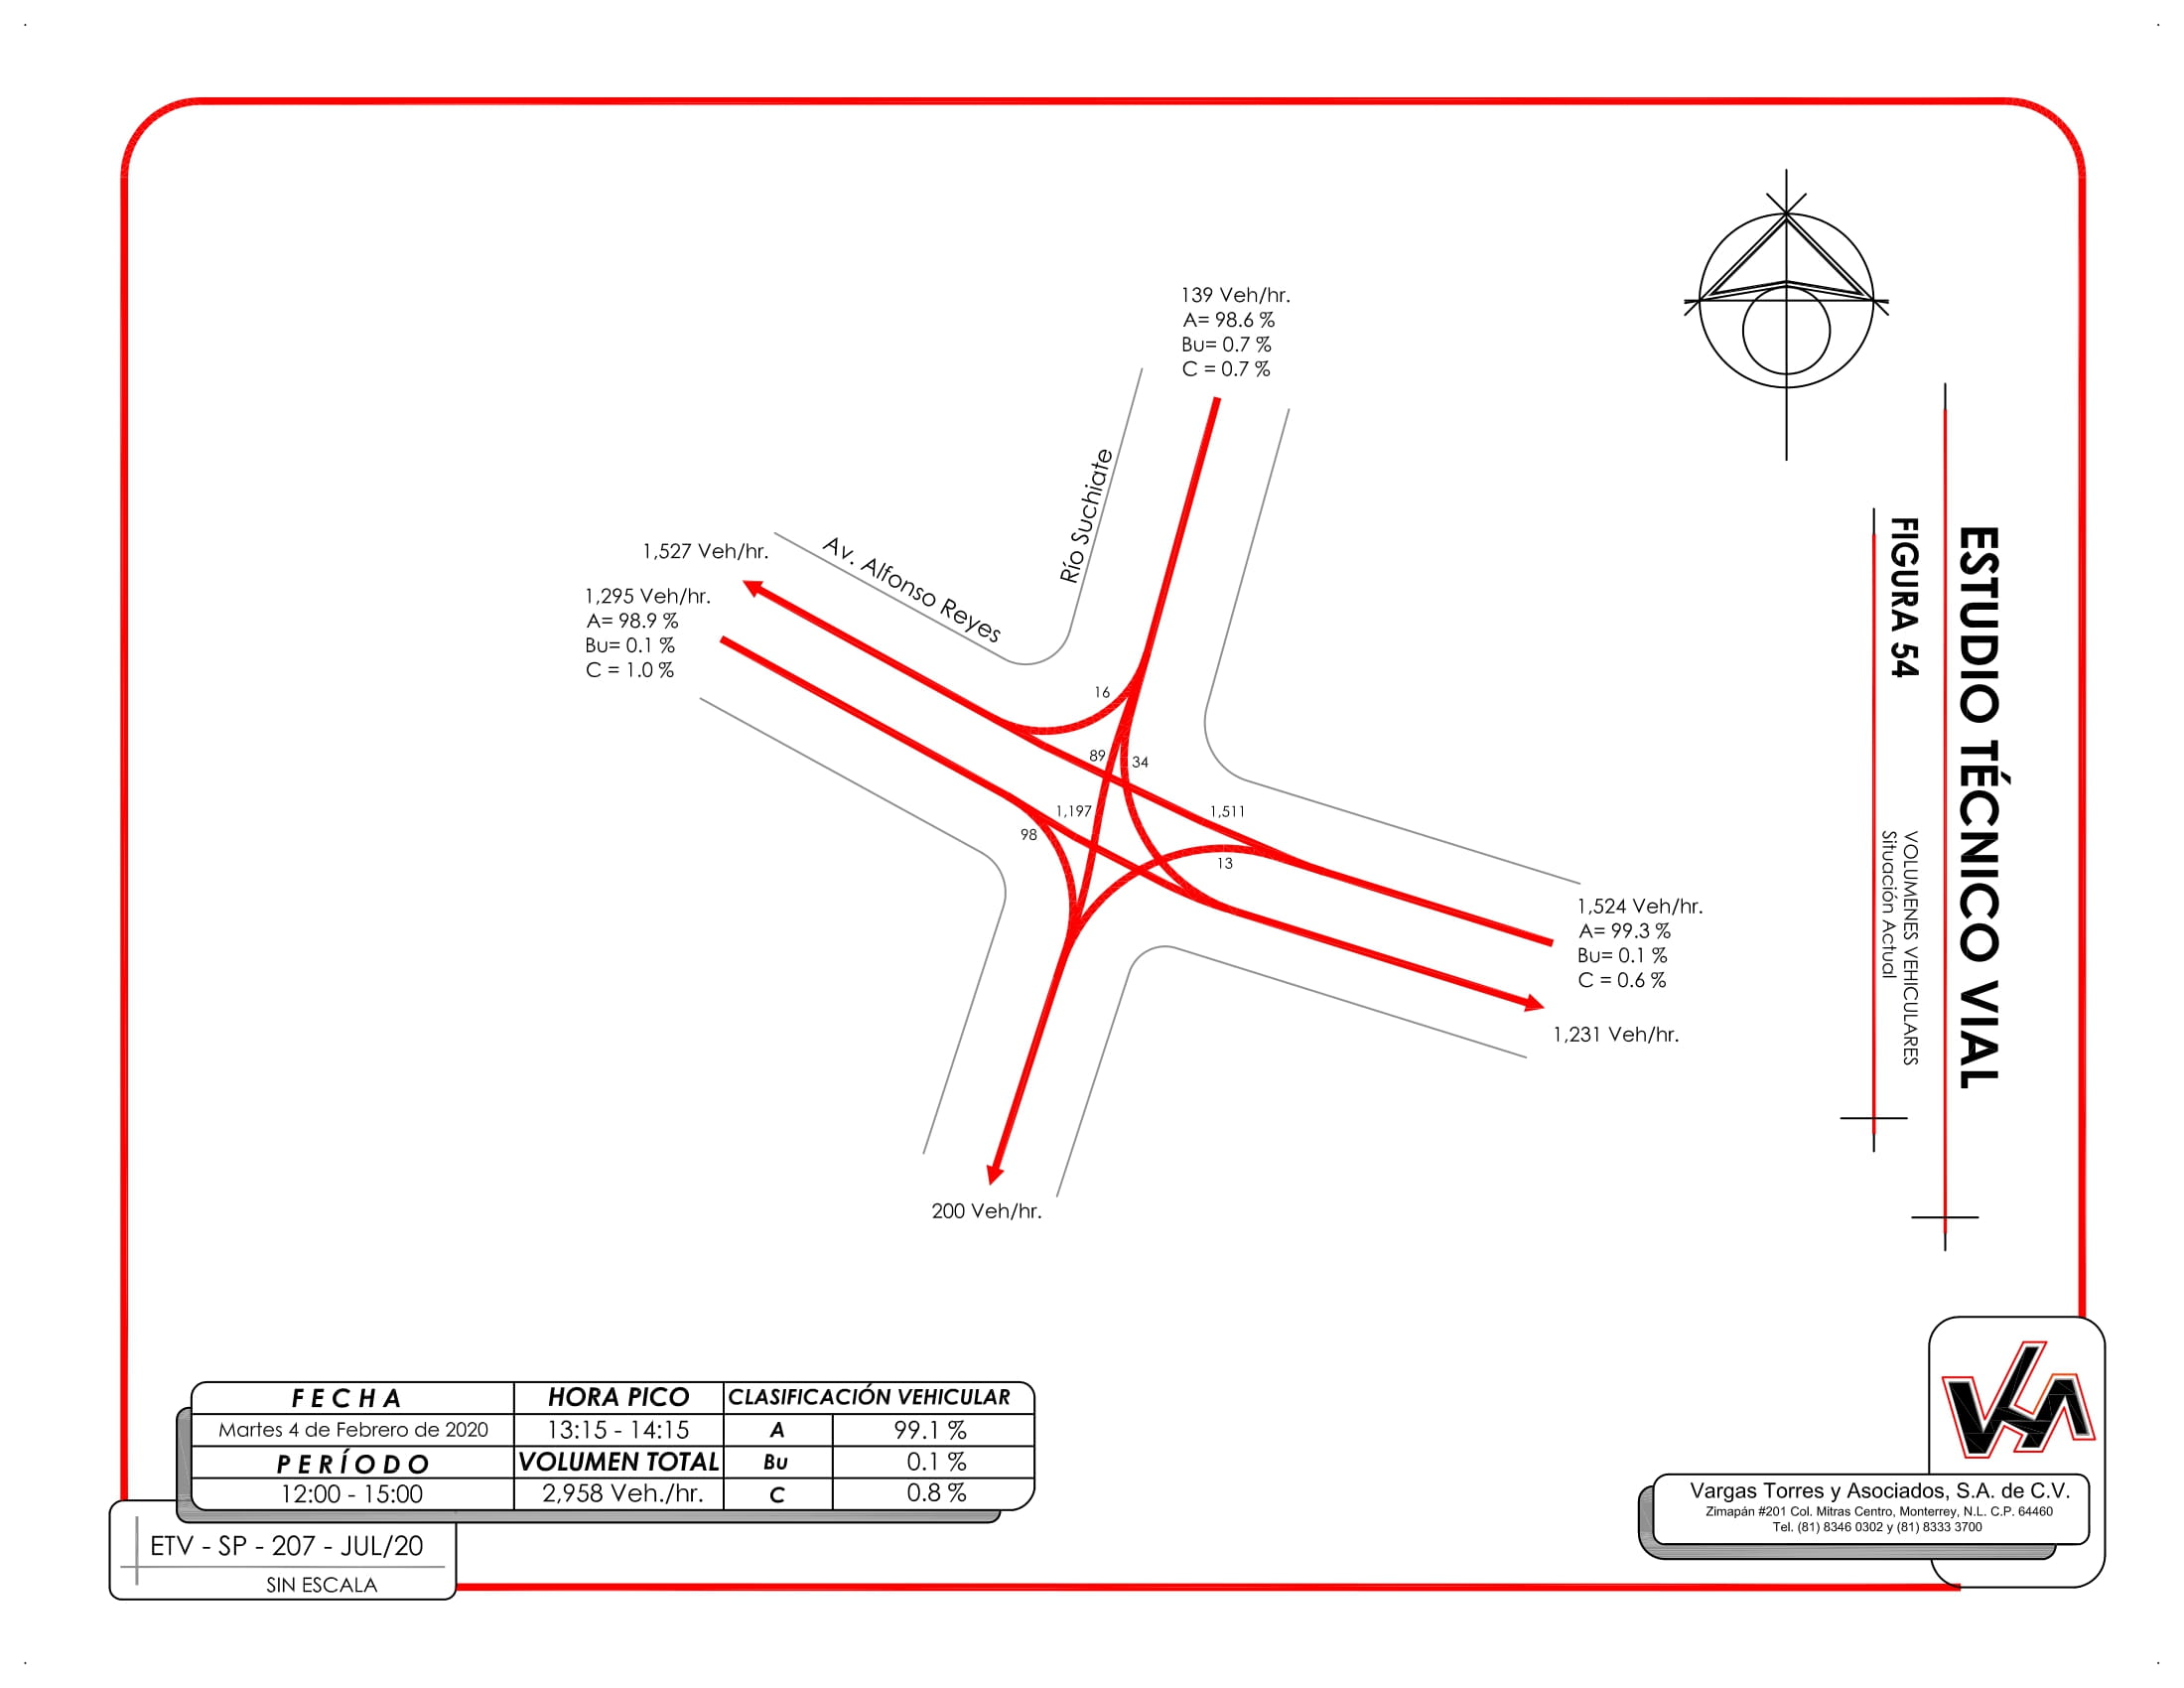 139 Veh/hr.
A= 98.6 %
Bu= 0.7 %
C = 0.7 %
Río Suchiate
Av. Alfonso Reyes
1,527 Veh/hr.
1,295 Veh/hr.
A= 98.9 %
Bu= 0.1 %
C = 1.0 %
16
89
34
1,197
1,511
98
13
1,524 Veh/hr.
A= 99.3 %
Bu= 0.1 %
C = 0.6 %
1,231 Veh/hr.
200 Veh/hr.
ESTUDIO TÉCNICO VIAL
FIGURA 54
VOLUMENES VEHICULARES
Situación Actual
FECHA
HORA PICO
CLASIFICACIÓN VEHICULAR
Martes 4 de Febrero de 2020
13:15 - 14:15
A
99.1 %
PERÍODO
VOLUMEN TOTAL
Bu
0.1 %
12:00 - 15:00
2,958 Veh./hr.
C
0.8 %
ETV - SP - 207 - JUL/20
SIN ESCALA
Vargas Torres y Asociados, S.A. de C.V.
Zimapán #201 Col. Mitras Centro, Monterrey, N.L. C.P. 64460
Tel. (81) 8346 0302 y (81) 8333 3700